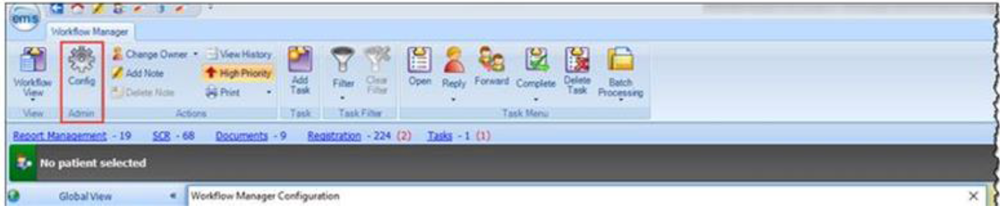 emis
Workflow Manager
Workflow View
Config
Change Owner
Add Note
Delete Note
View History
High Priority
Print
Add Task
Filter
Clear Filter
Open
Reply
Forward
Complete
Delete Task
Batch Processing
View
Admin
Actions
Task
Task Filter
Task Menu
Report Management - 19 SCR - 68 Documents - 9 Registration - 224 (2) Tasks - 1 (1)
No patient selected
Global View « Workflow Manager Configuration